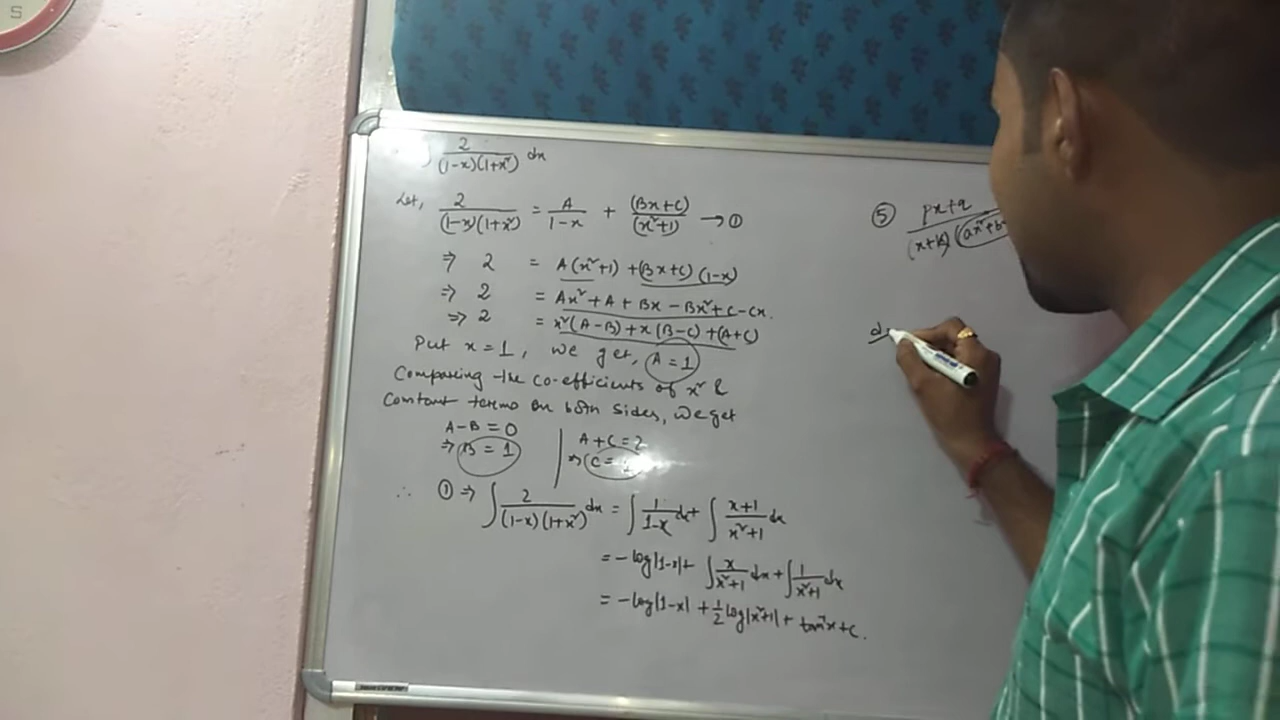 2/((1-x)(1+x²)) dx
Let, 2/((1-x)(1+x²)) = A/(1-x) + (Bx+C)/(x²+1) → ①
⇒ 2 = A(x²+1) + (Bx+C)(1-x)
⇒ 2 = Ax² + A + Bx - Bx² + C - Cx.
⇒ 2 = x²(A-B) + x(B-C) + (A+C)
Put x=1, we get, A=1
Comparing the co-efficients of x² &
Constant terms on both sides, we get
A-B=0 | A+C=2
⇒ B=1 | ⇒ C=1
∴ ① ⇒ ∫ 2/((1-x)(1+x²)) dx = ∫ 1/(1-x) dx + ∫ (x+1)/(x²+1) dx
= -log|1-x| + ∫ x/(x²+1) dx + ∫ 1/(x²+1) dx
= -log|1-x| + 1/2 log|x²+1| + tan⁻¹x + C.
⑤ (px+q)/((x+k)(ax²+b
S